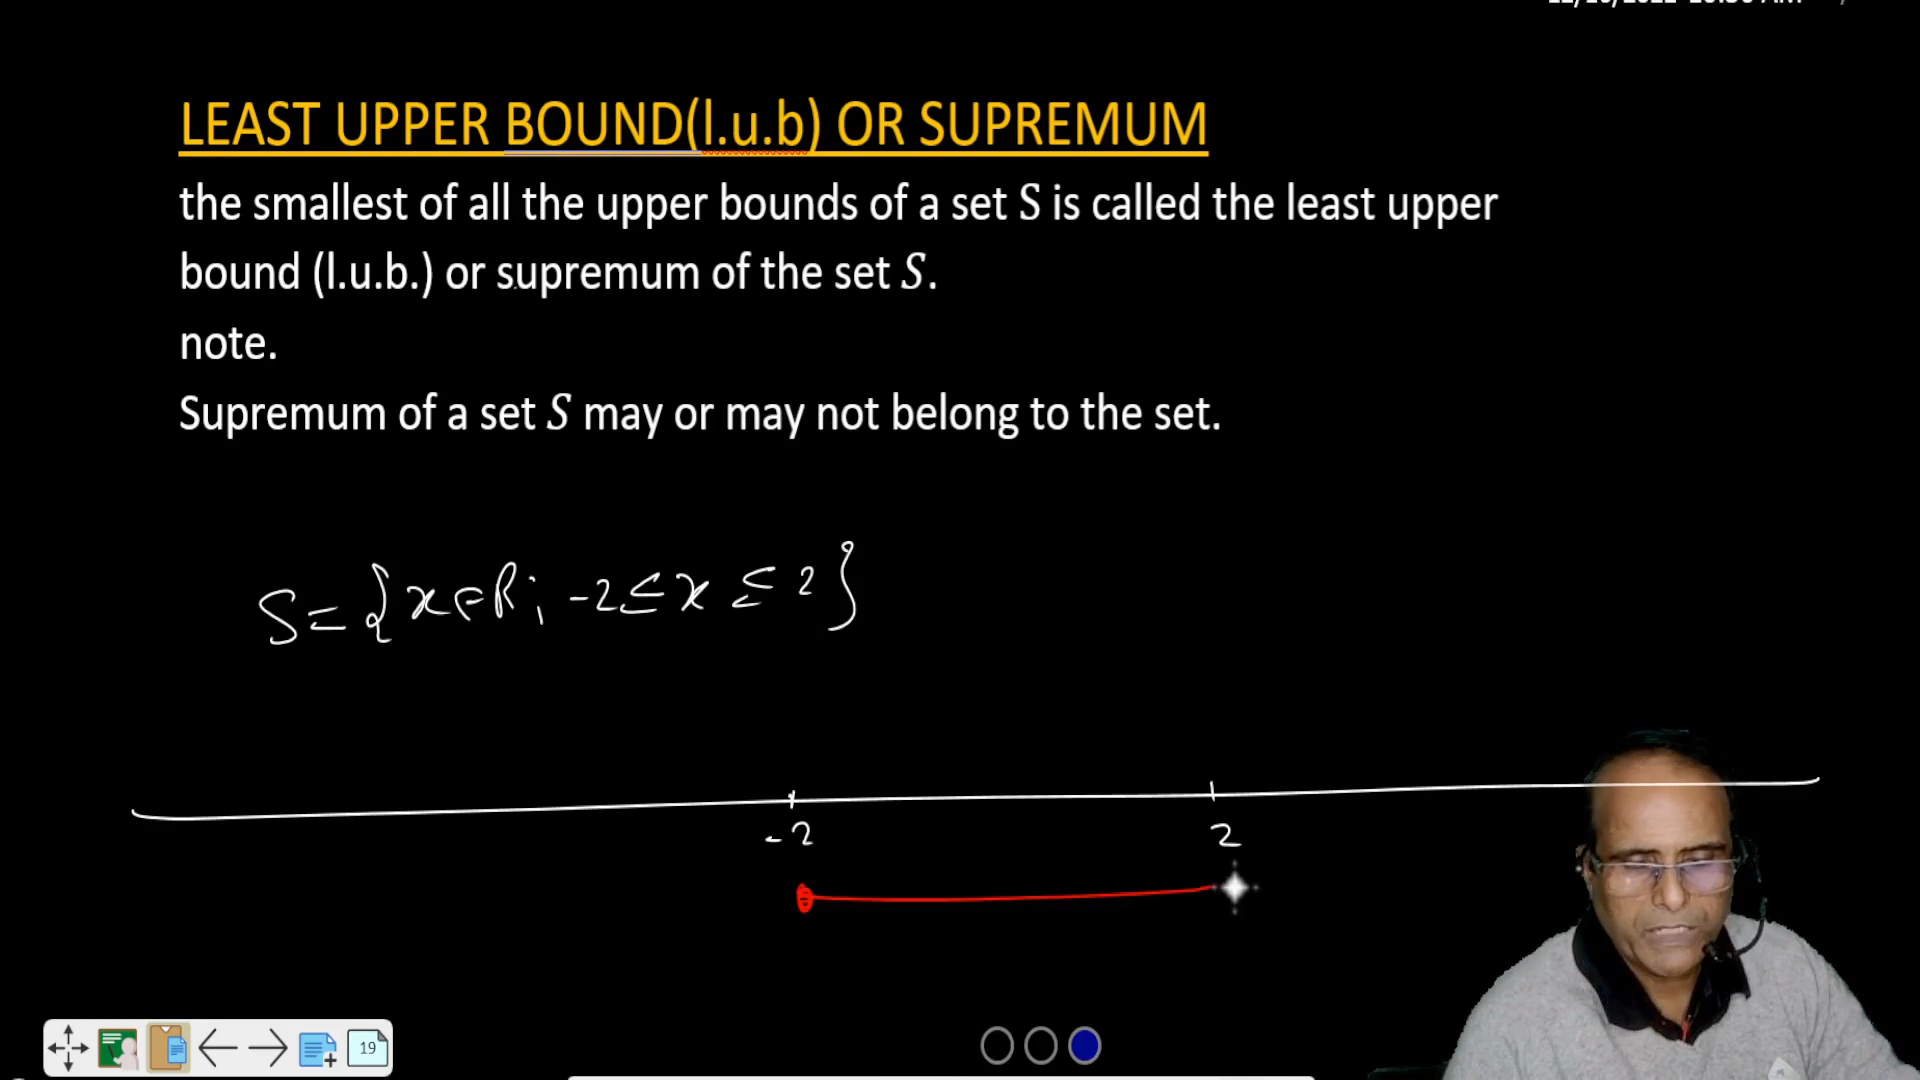 LEAST UPPER BOUND(l.u.b) OR SUPREMUM
the smallest of all the upper bounds of a set S is called the least upper
bound (l.u.b.) or supremum of the set S.
note.
Supremum of a set S may or may not belong to the set.
S = {x ∈ R; -2 ≤ x ≤ 2}
-2 2
19